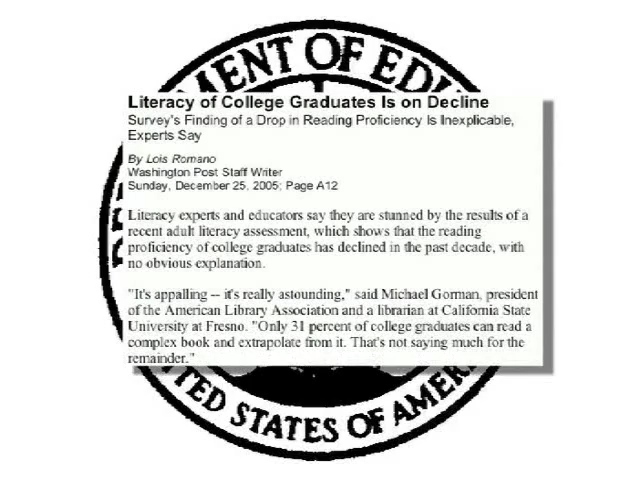 MENT OF EDU
Literacy of College Graduates Is on Decline
Survey's Finding of a Drop in Reading Proficiency Is Inexplicable,
Experts Say
By Lois Romano
Washington Post Staff Writer
Sunday, December 25, 2005; Page A12
Literacy experts and educators say they are stunned by the results of a
recent adult literacy assessment, which shows that the reading
proficiency of college graduates has declined in the past decade, with
no obvious explanation.
"It's appalling -- it's really astounding," said Michael Gorman, president
of the American Library Association and a librarian at California State
University at Fresno. "Only 31 percent of college graduates can read a
complex book and extrapolate from it. That's not saying much for the
remainder."
TED STATES OF AMER